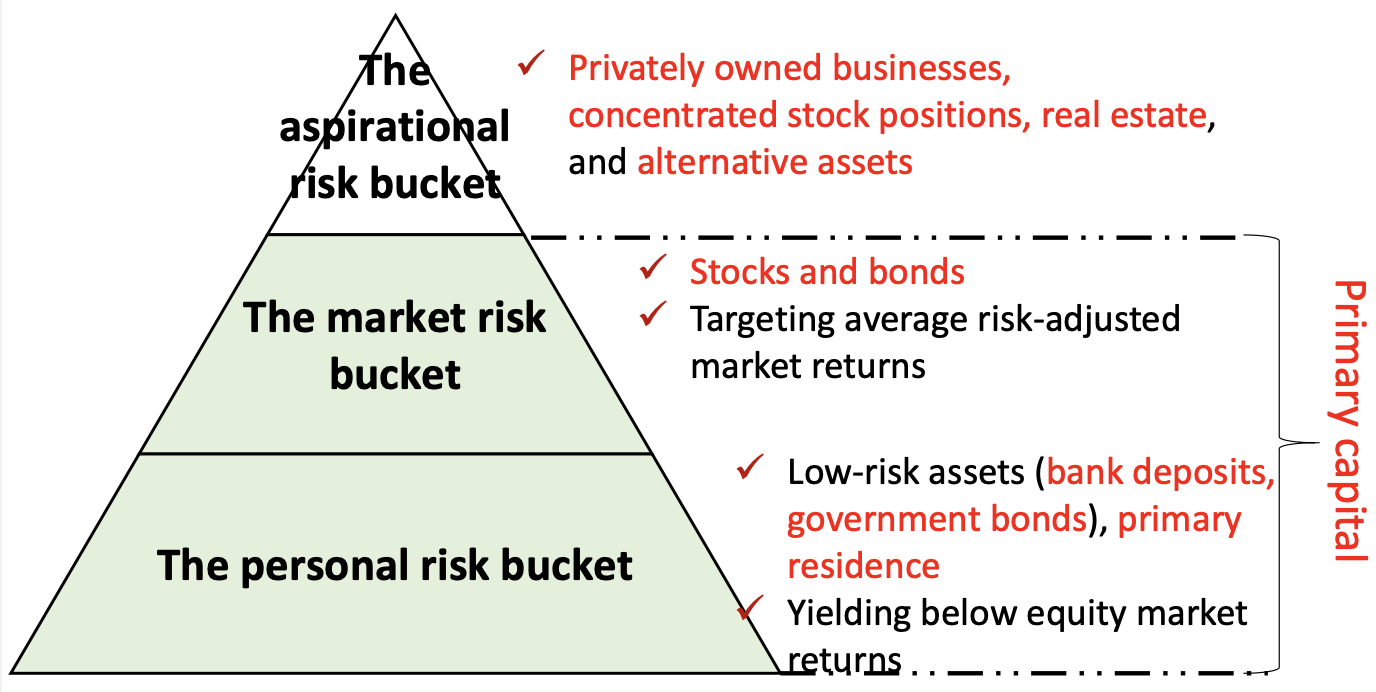 The
aspirational
risk bucket
✓ Privately owned businesses,
concentrated stock positions, real estate,
and alternative assets
The market risk
bucket
✓ Stocks and bonds
✓ Targeting average risk-adjusted
market returns
The personal risk bucket
✓ Low-risk assets (bank deposits,
government bonds), primary
residence
✓ Yielding below equity market
returns
Primary capital